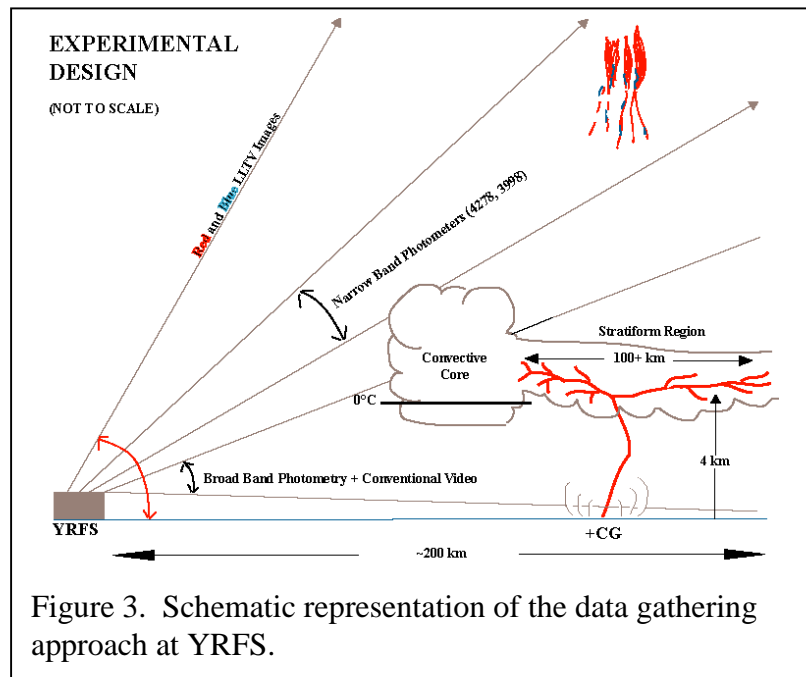 EXPERIMENTAL
DESIGN
(NOT TO SCALE)
Red and Blue LLTV Images
Narrow Band Photometers (4278, 3998)
Stratiform Region
Convective
Core
100+ km
0°C
4 km
Broad Band Photometry + Conventional Video
YRFS
+CG
~200 km
Figure 3. Schematic representation of the data gathering
approach at YRFS.